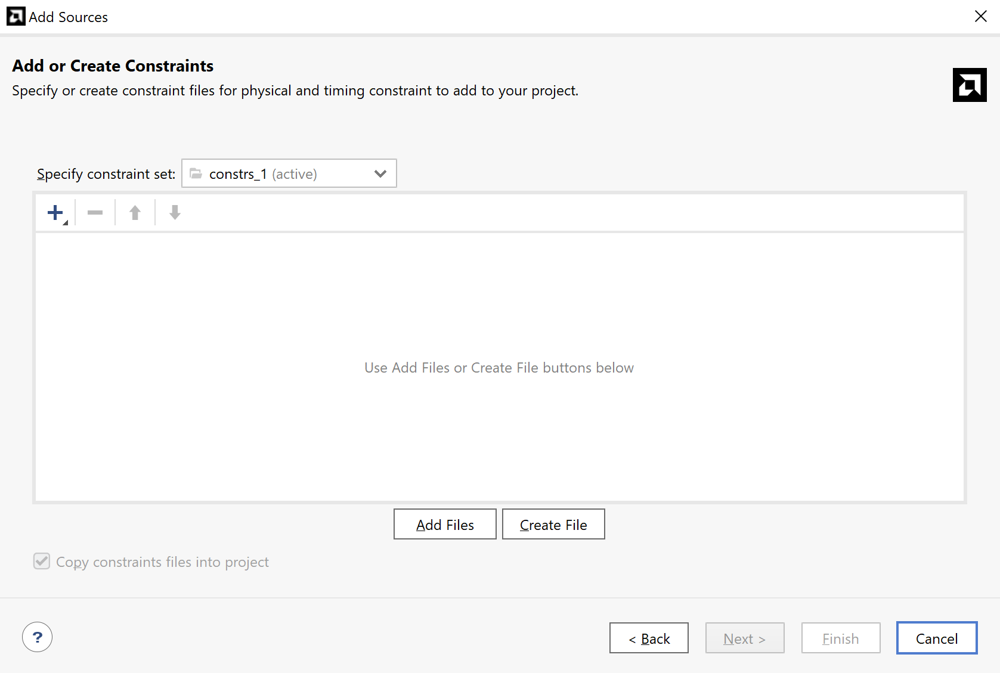 Add Sources
Add or Create Constraints
Specify or create constraint files for physical and timing constraint to add to your project.
Specify constraint set: constrs_1 (active)
Use Add Files or Create File buttons below
Add Files Create File
Copy constraints files into project
? < Back Next > Finish Cancel